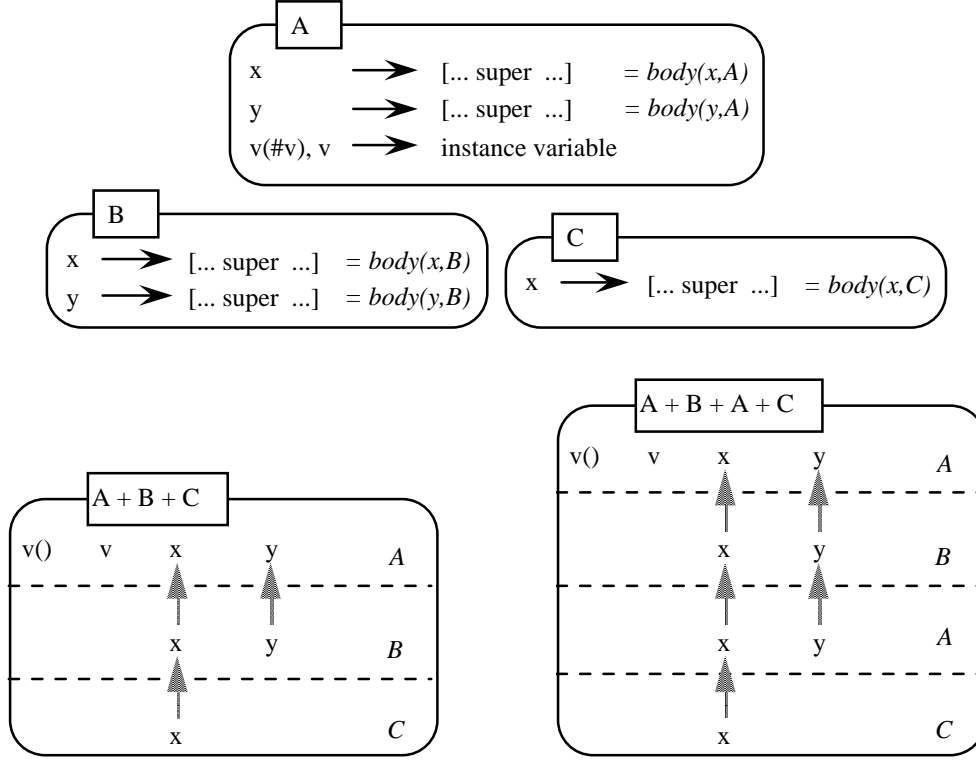 A
x [... super ...] = body(x,A)
y [... super ...] = body(y,A)
v(#v), v instance variable
B
x [... super ...] = body(x,B)
y [... super ...] = body(y,B)
C
x [... super ...] = body(x,C)
A + B + C
v() v x y A
x y B
x C
A + B + A + C
v() v x y A
x y B
x y A
x C